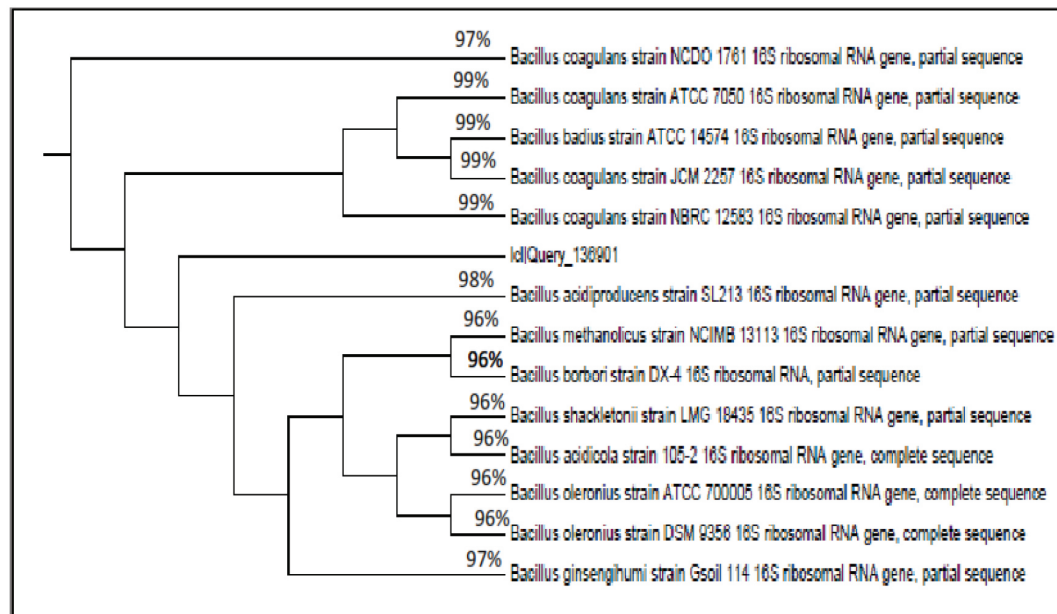 97%
Bacillus coagulans strain NCDO 1761 16S ribosomal RNA gene, partial sequence
99%
Bacillus coagulans strain ATCC 7050 16S ribosomal RNA gene, partial sequence
99%
Bacillus badius strain ATCC 14574 16S ribosomal RNA gene, partial sequence
99%
Bacillus coagulans strain JCM 2257 16S ribosomal RNA gene, partial sequence
99%
Bacillus coagulans strain NBRC 12583 16S ribosomal RNA gene, partial sequence
lcl|Query_136901
98%
Bacillus acidiproducens strain SL213 16S ribosomal RNA gene, partial sequence
96%
Bacillus methanolicus strain NCIMB 13113 16S ribosomal RNA gene, partial sequence
96%
Bacillus borbori strain DX-4 16S ribosomal RNA, partial sequence
96%
Bacillus shackletonii strain LMG 18435 16S ribosomal RNA gene, partial sequence
96%
Bacillus acidicola strain 105-2 16S ribosomal RNA gene, complete sequence
96%
Bacillus oleronius strain ATCC 700005 16S ribosomal RNA gene, complete sequence
96%
Bacillus oleronius strain DSM 9356 16S ribosomal RNA gene, complete sequence
97%
Bacillus ginsengihumi strain Gsoil 114 16S ribosomal RNA gene, partial sequence